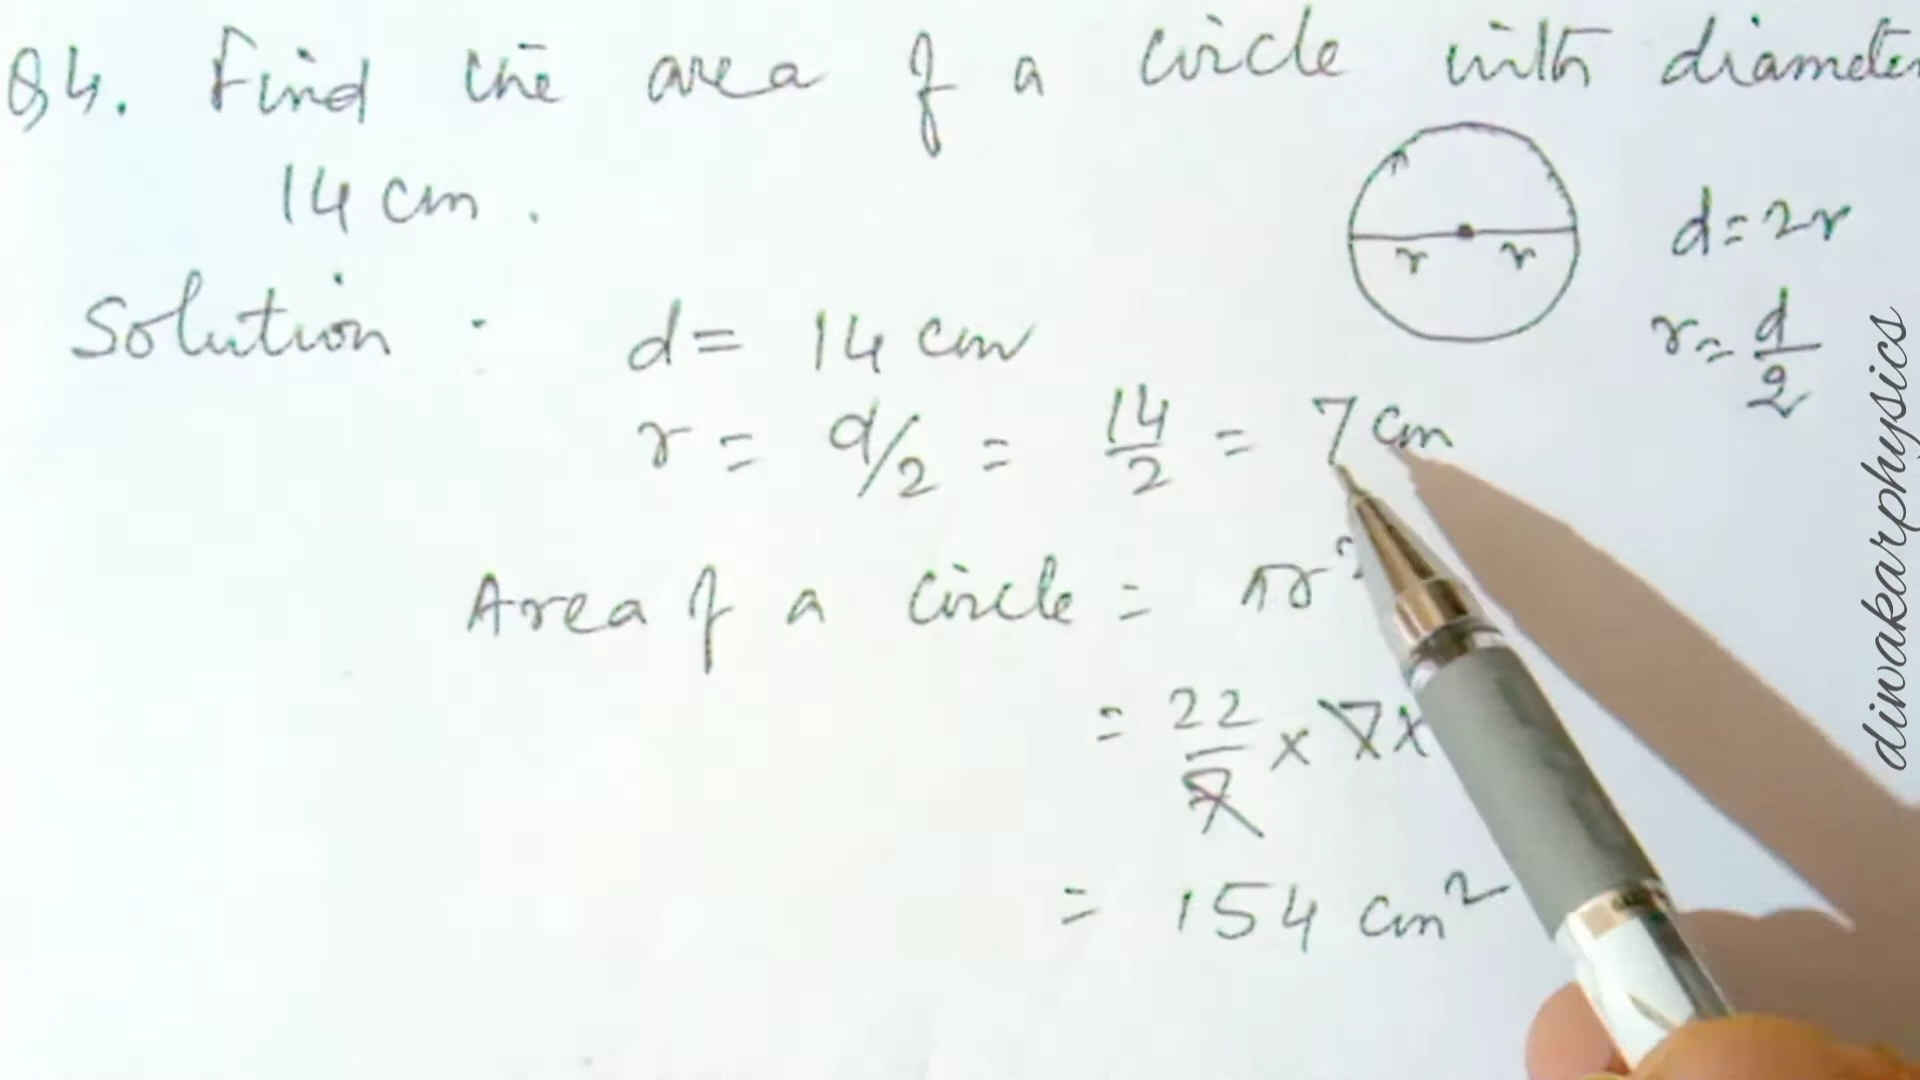 Q4. Find the area of a circle with diameter
14 cm.
r r
d=2r
r=d/2
Solution: d= 14 cm
r = d/2 = 14/2 = 7 cm
Area of a circle = πr²
= 22/7 x 7 x
= 154 cm²
diwakarphysics